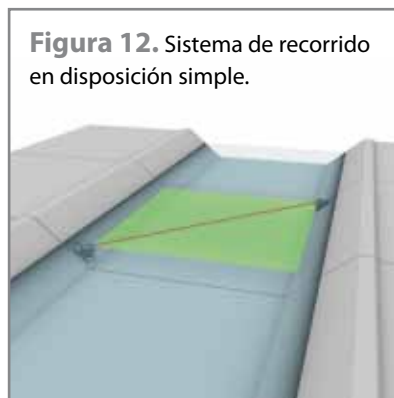 Figura 12. Sistema de recorrido
en disposición simple.